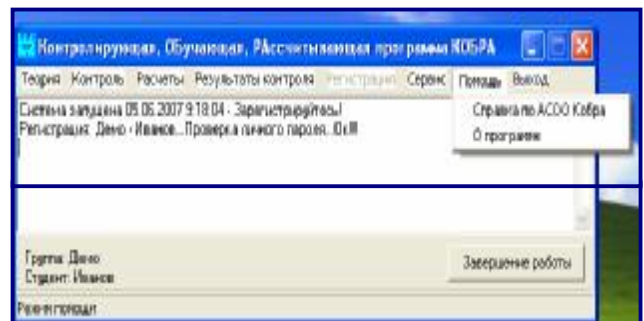 Контролирующая, Обучающая, РАссчитывающая программа КОБРА
Теория Контроль Расчеты Результаты контроля Регистрация Сервис Помощь Выход
Система запущена 05.06.2007 9:18:04 - Зарегистрируйтесь!
Регистрация: Демо - Иванов...Проверка личного пароля...Ок!!!
Справка по АСОО Кобра
О программе
Группа: Демо
Студент: Иванов
Завершение работы
Режим помощи